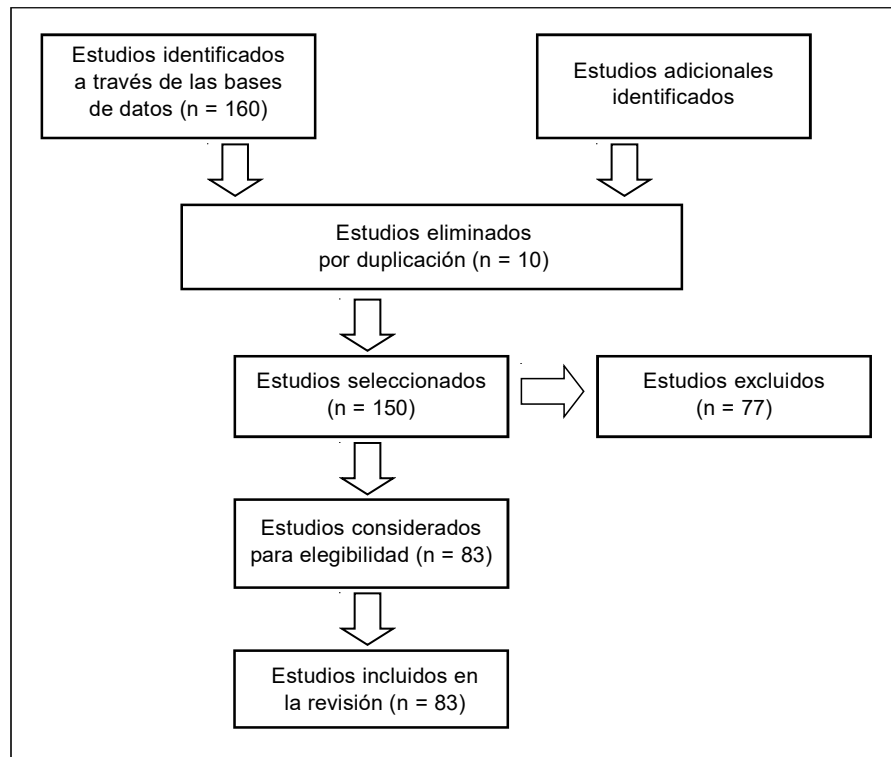 Estudios identificados
a través de las bases
de datos (n = 160)
Estudios adicionales
identificados
Estudios eliminados
por duplicación (n = 10)
Estudios seleccionados
(n = 150)
Estudios excluidos
(n = 77)
Estudios considerados
para elegibilidad (n = 83)
Estudios incluidos en
la revisión (n = 83)